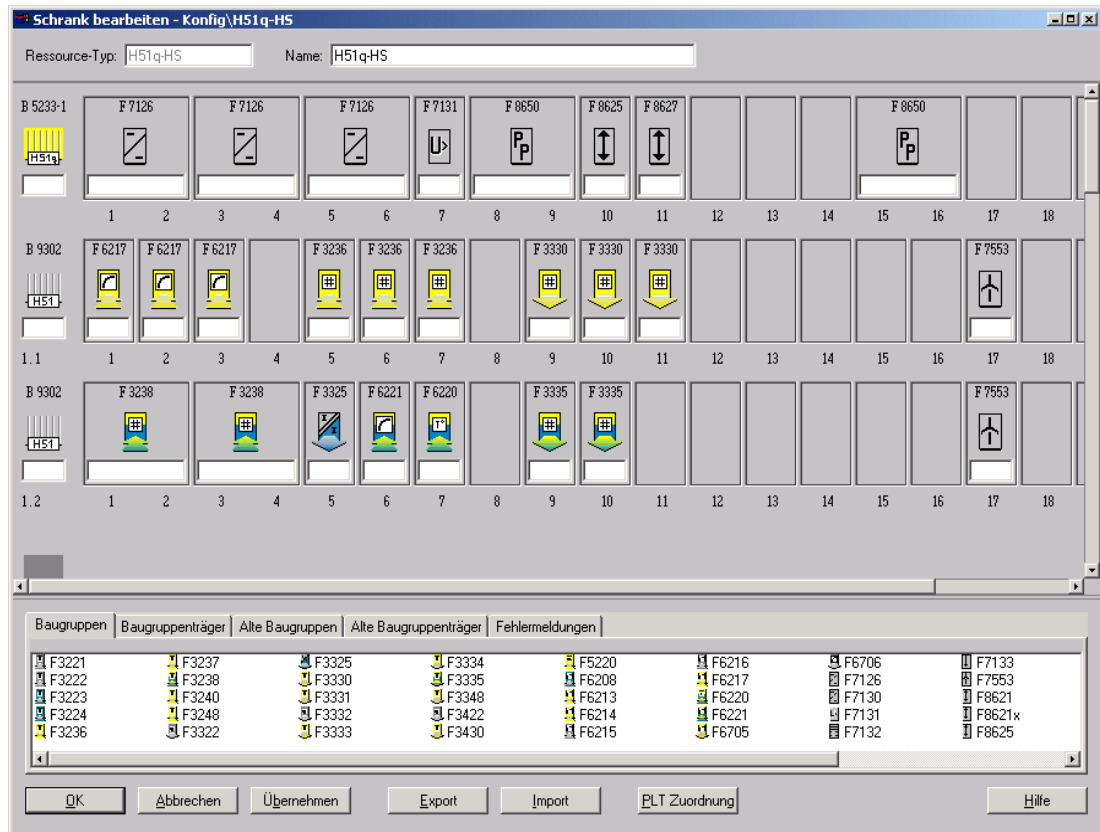 Schrank bearbeiten - Konfig\H51q-HS
Ressource-Typ: H51q-HS Name: H51q-HS
B 5233-1 F 7126 F 7126 F 7126 F 7131 F 8650 F 8625 F 8627 F 8650
H51q U> PP PP
1 2 3 4 5 6 7 8 9 10 11 12 13 14 15 16 17 18
B 9302 F 6217 F 6217 F 6217 F 3236 F 3236 F 3236 F 3330 F 3330 F 3330 F 7553
H51 # # # # # #
1.1 1 2 3 4 5 6 7 8 9 10 11 12 13 14 15 16 17 18
B 9302 F 3238 F 3238 F 3325 F 6221 F 6220 F 3335 F 3335 F 7553
H51 # # I I T° # #
1.2 1 2 3 4 5 6 7 8 9 10 11 12 13 14 15 16 17 18
Baugruppen Baugruppenträger Alte Baugruppen Alte Baugruppenträger Fehlermeldungen
F3221 F3237 F3325 F3334 F5220 F6216 F6706 F7133
F3222 F3238 F3330 F3335 F6208 F6217 F7126 F7553
F3223 F3240 F3331 F3348 F6213 F6220 F7130 F8621
F3224 F3248 F3332 F3422 F6214 F6221 F7131 F8621x
F3236 F3322 F3333 F3430 F6215 F6705 F7132 F8625
OK Abbrechen Übernehmen Export Import PLT Zuordnung Hilfe